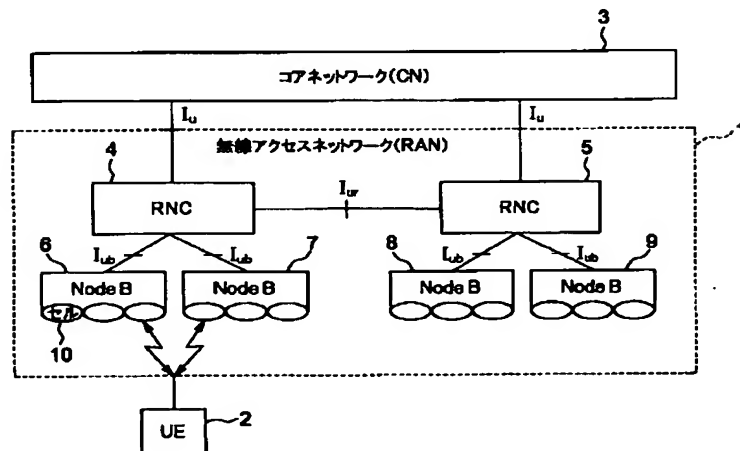 3
コアネットワーク(CN)
Iu
Iu
無線アクセスネットワーク(RAN)
4
5
RNC
Iur
RNC
6
Iub
Iub
7
8
Iub
Iub
9
Node B
Node B
Node B
Node B
セル
10
UE
2